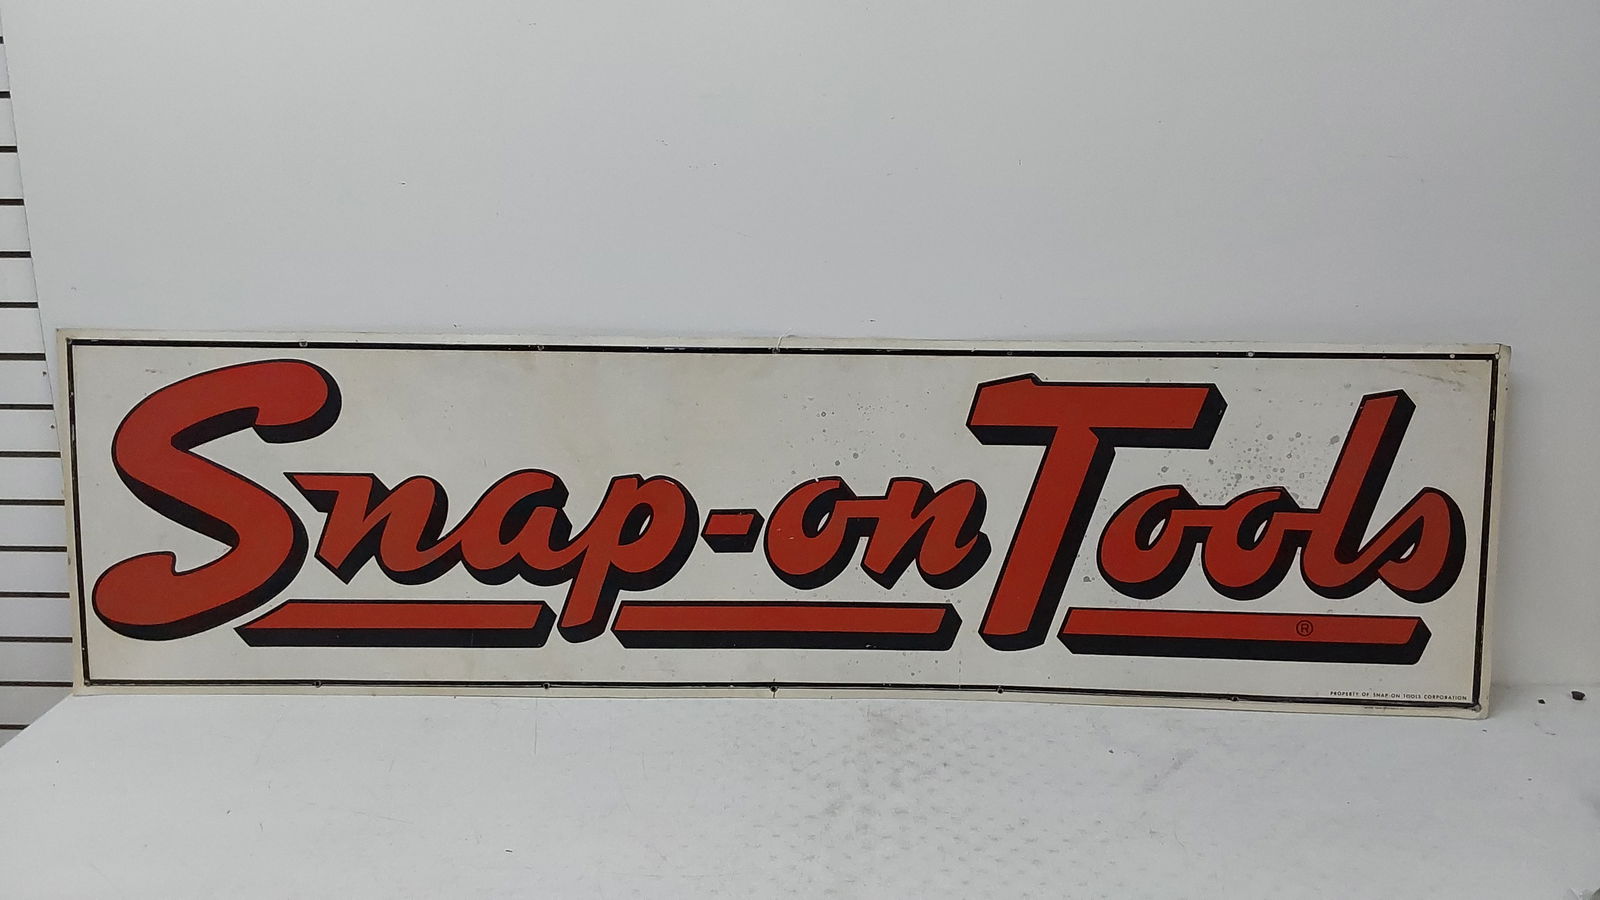 Snap-on Tools
®
PROPERTY OF SNAP-ON TOOLS CORPORATION